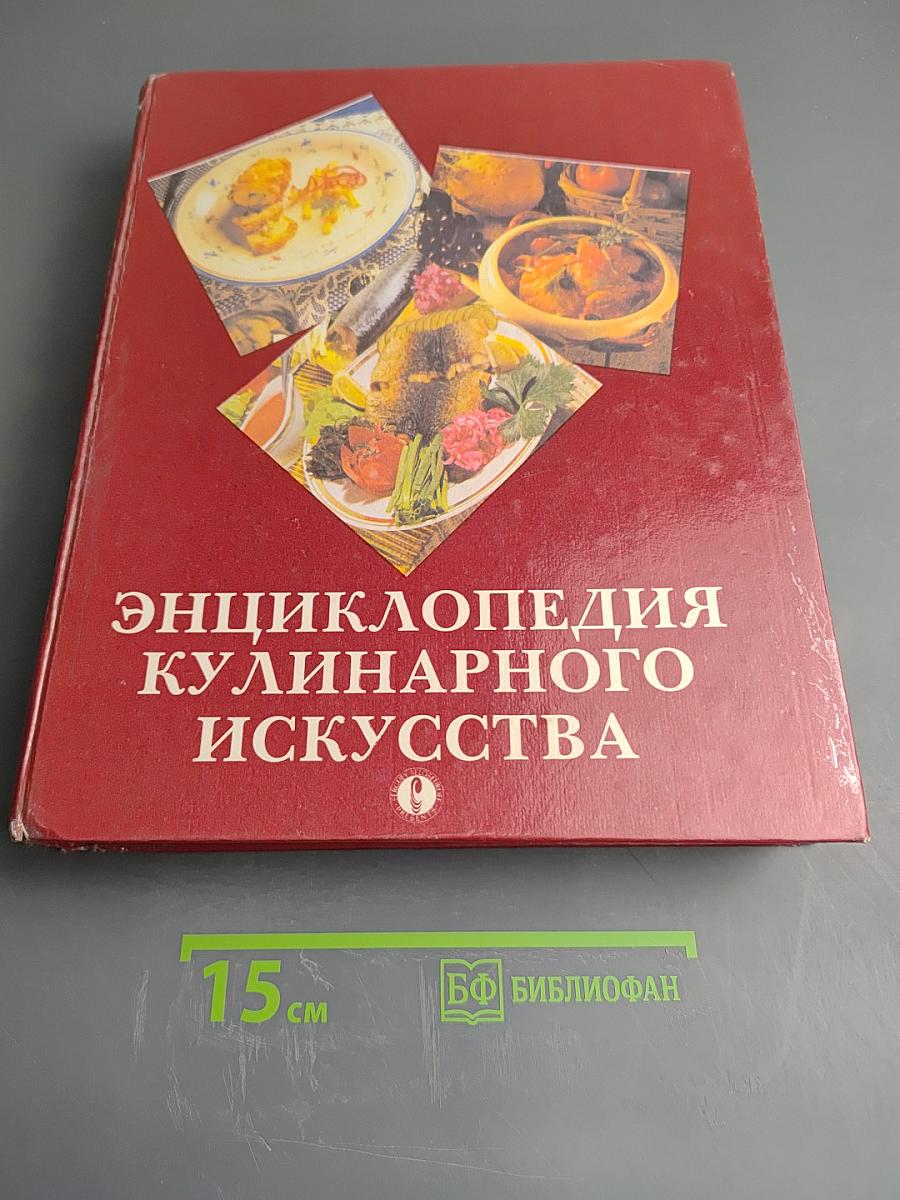 ЭНЦИКЛОПЕДИЯ
КУЛИНАРНОГО
ИСКУССТВА
15 см
БФ БИБЛИОФАН